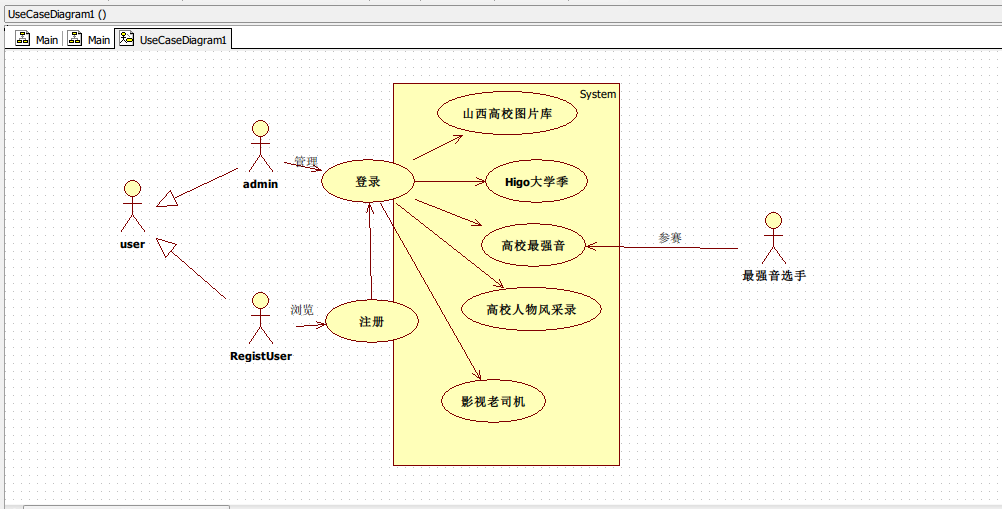 UseCaseDiagram1 ()
Main
Main
UseCaseDiagram1
System
山西高校图片库
admin
管理
登录
Higo大学季
user
高校最强音
参赛
最强音选手
RegistUser
浏览
注册
高校人物风采录
影视老司机